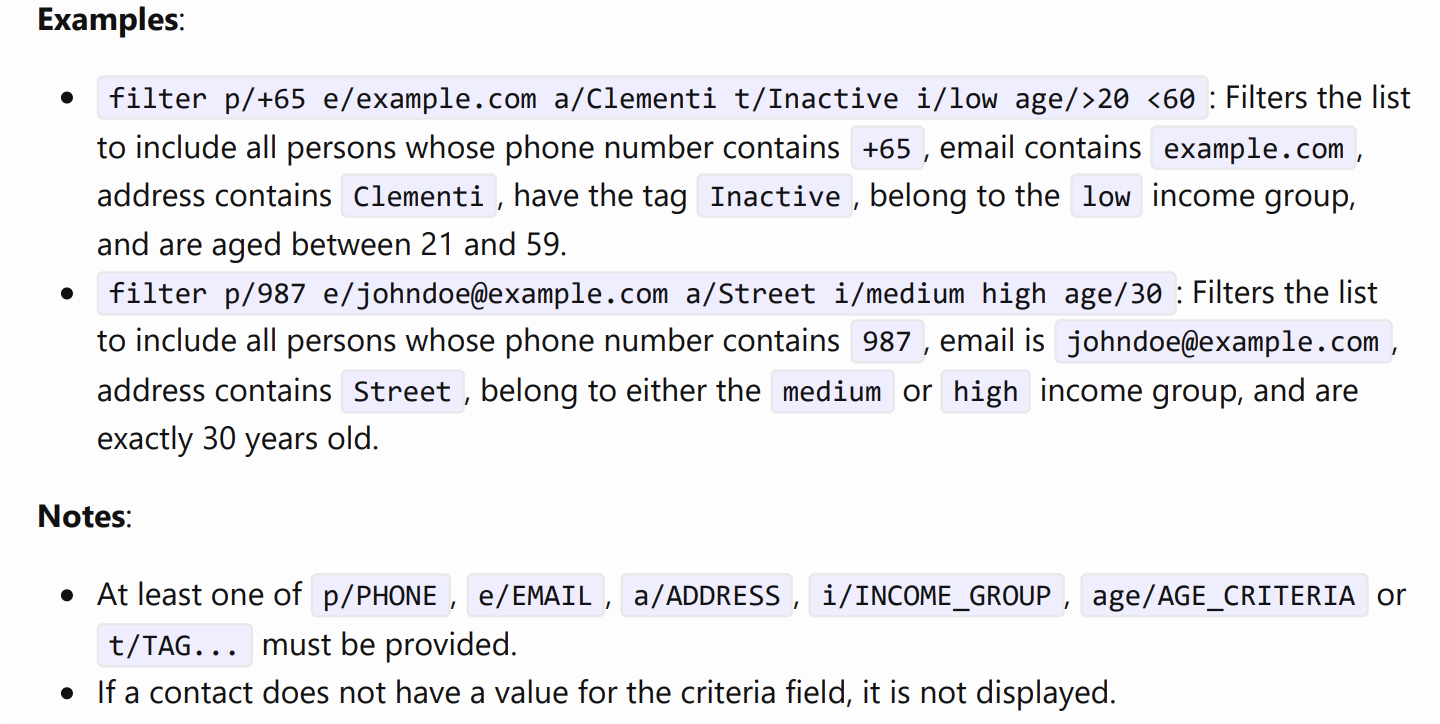 Examples:
filter p/+65 e/example.com a/Clementi t/Inactive i/low age/>20 <60 : Filters the list
to include all persons whose phone number contains +65 , email contains example.com ,
address contains Clementi , have the tag Inactive , belong to the low income group,
and are aged between 21 and 59.
filter p/987 e/johndoe@example.com a/Street i/medium high age/30 : Filters the list
to include all persons whose phone number contains 987 , email is johndoe@example.com ,
address contains Street , belong to either the medium or high income group, and are
exactly 30 years old.
Notes:
At least one of p/PHONE , e/EMAIL , a/ADDRESS , i/INCOME_GROUP , age/AGE_CRITERIA or
t/TAG... must be provided.
If a contact does not have a value for the criteria field, it is not displayed.